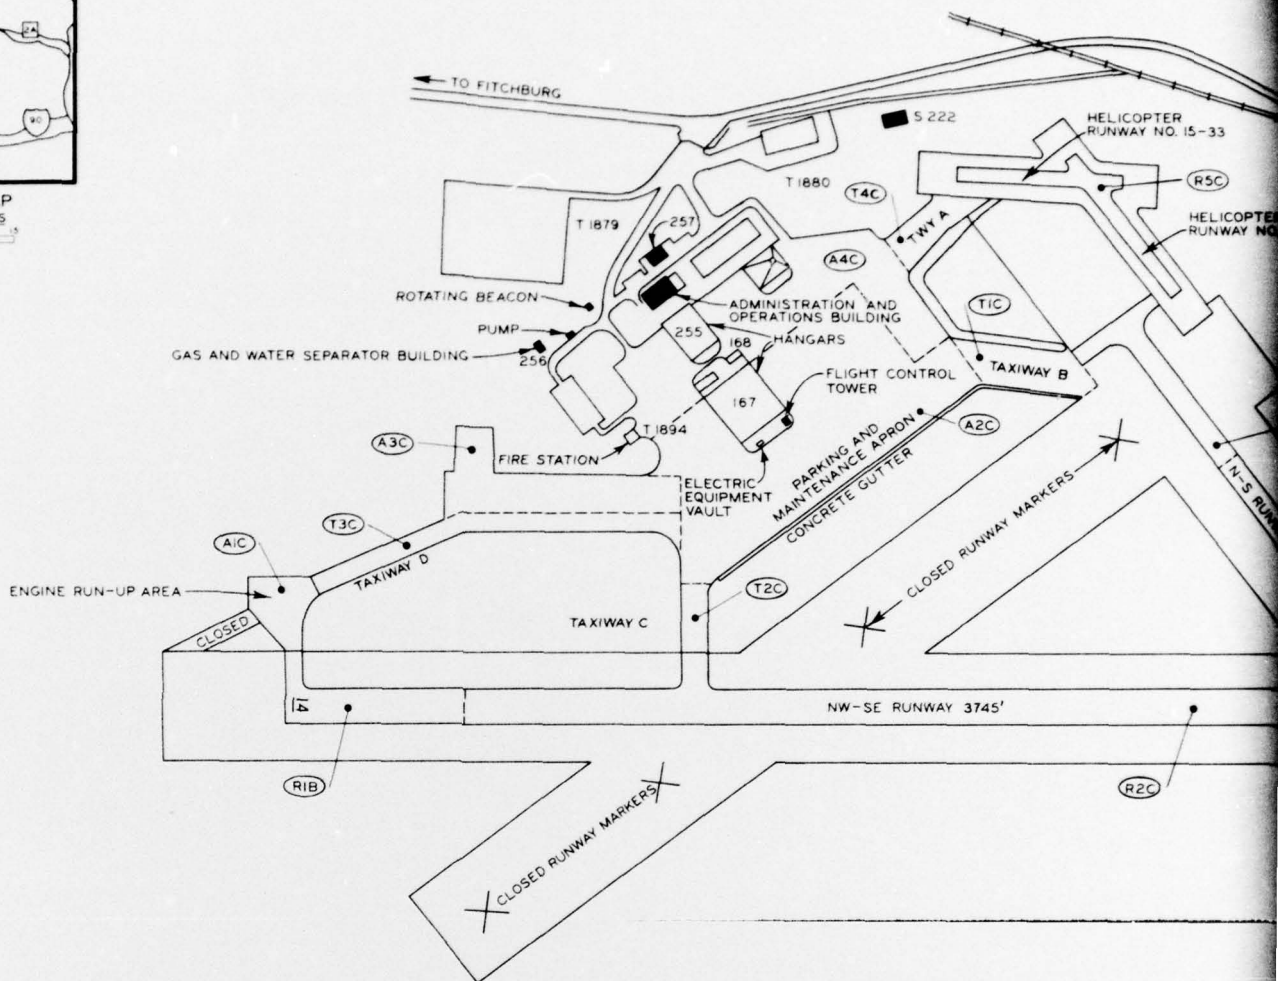 2A
90
P
TO FITCHBURG
S 222
HELICOPTER
RUNWAY NO. 15-33
T 1880
T4C
R5C
T 1879
257
TWY A
HELICOPTE
RUNWAY NO
A4C
ROTATING BEACON
ADMINISTRATION AND
OPERATIONS BUILDING
T1C
PUMP
255
168
HANGARS
GAS AND WATER SEPARATOR BUILDING
256
FLIGHT CONTROL
TOWER
TAXIWAY B
167
T 1894
A2C
A3C
FIRE STATION
PARKING AND
MAINTENANCE APRON
CONCRETE GUTTER
ELECTRIC
EQUIPMENT
VAULT
N-S RUN
T3C
CLOSED RUNWAY MARKERS
A1C
TAXIWAY D
ENGINE RUN-UP AREA
T2C
TAXIWAY C
CLOSED
14
NW-SE RUNWAY 3745'
R1B
R2C
CLOSED RUNWAY MARKERS